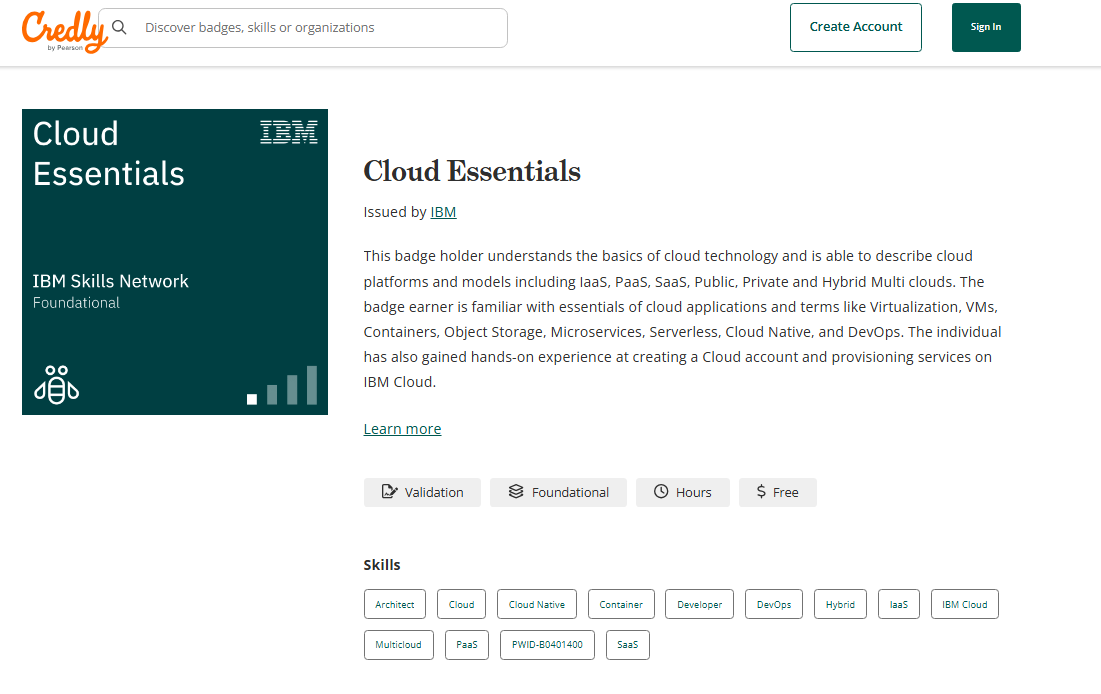 Credly
by Pearson
Discover badges, skills or organizations
Create Account
Sign In
Cloud
Essentials
IBM
IBM Skills Network
Foundational
Cloud Essentials
Issued by IBM
This badge holder understands the basics of cloud technology and is able to describe cloud
platforms and models including IaaS, PaaS, SaaS, Public, Private and Hybrid Multi clouds. The
badge earner is familiar with essentials of cloud applications and terms like Virtualization, VMs,
Containers, Object Storage, Microservices, Serverless, Cloud Native, and DevOps. The individual
has also gained hands-on experience at creating a Cloud account and provisioning services on
IBM Cloud.
Learn more
Validation Foundational Hours $ Free
Skills
Architect Cloud Cloud Native Container Developer DevOps Hybrid IaaS IBM Cloud
Multicloud PaaS PWID-B0401400 SaaS